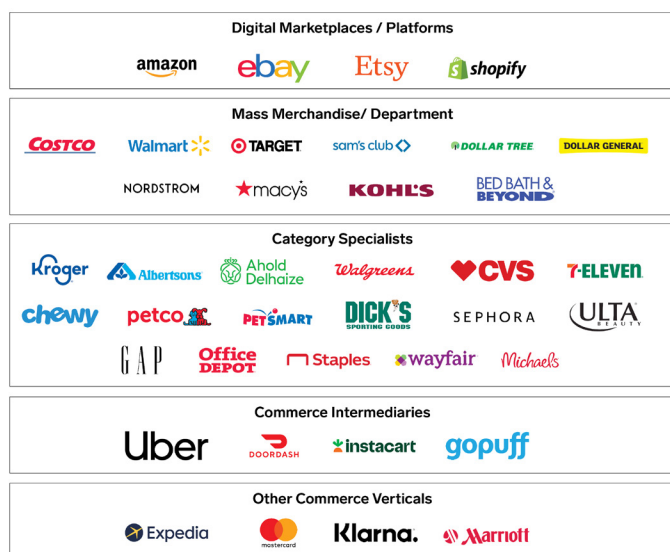 Digital Marketplaces / Platforms
amazon ebay Etsy shopify
Mass Merchandise/ Department
COSTCO Walmart TARGET sam's club DOLLAR TREE DOLLAR GENERAL
NORDSTROM macy's KOHL'S BED BATH &
BEYOND
Category Specialists
Kroger Albertsons Ahold
Delhaize Walgreens CVS 7-ELEVEN
chewy petco PETSMART DICK'S
SPORTING GOODS SEPHORA ULTA
BEAUTY
GAP Office
DEPOT Staples wayfair Michaels
Commerce Intermediaries
Uber DOORDASH instacart gopuff
Other Commerce Verticals
Expedia mastercard Klarna. Marriott